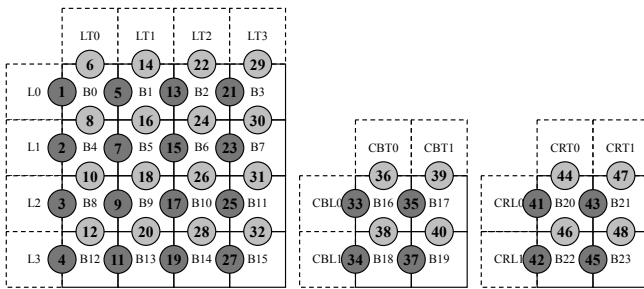 LT0 LT1 LT2 LT3
6 14 22 29
L0 1 B0 5 B1 13 B2 21 B3
8 16 24 30
L1 2 B4 7 B5 15 B6 23 B7
10 18 26 31
L2 3 B8 9 B9 17 B10 25 B11
12 20 28 32
L3 4 B12 11 B13 19 B14 27 B15
CBT0 CBT1
36 39
CBL0 33 B16 35 B17
38 40
CBL1 34 B18 37 B19
CRT0 CRT1
44 47
CRL0 41 B20 43 B21
46 48
CRL1 42 B22 45 B23